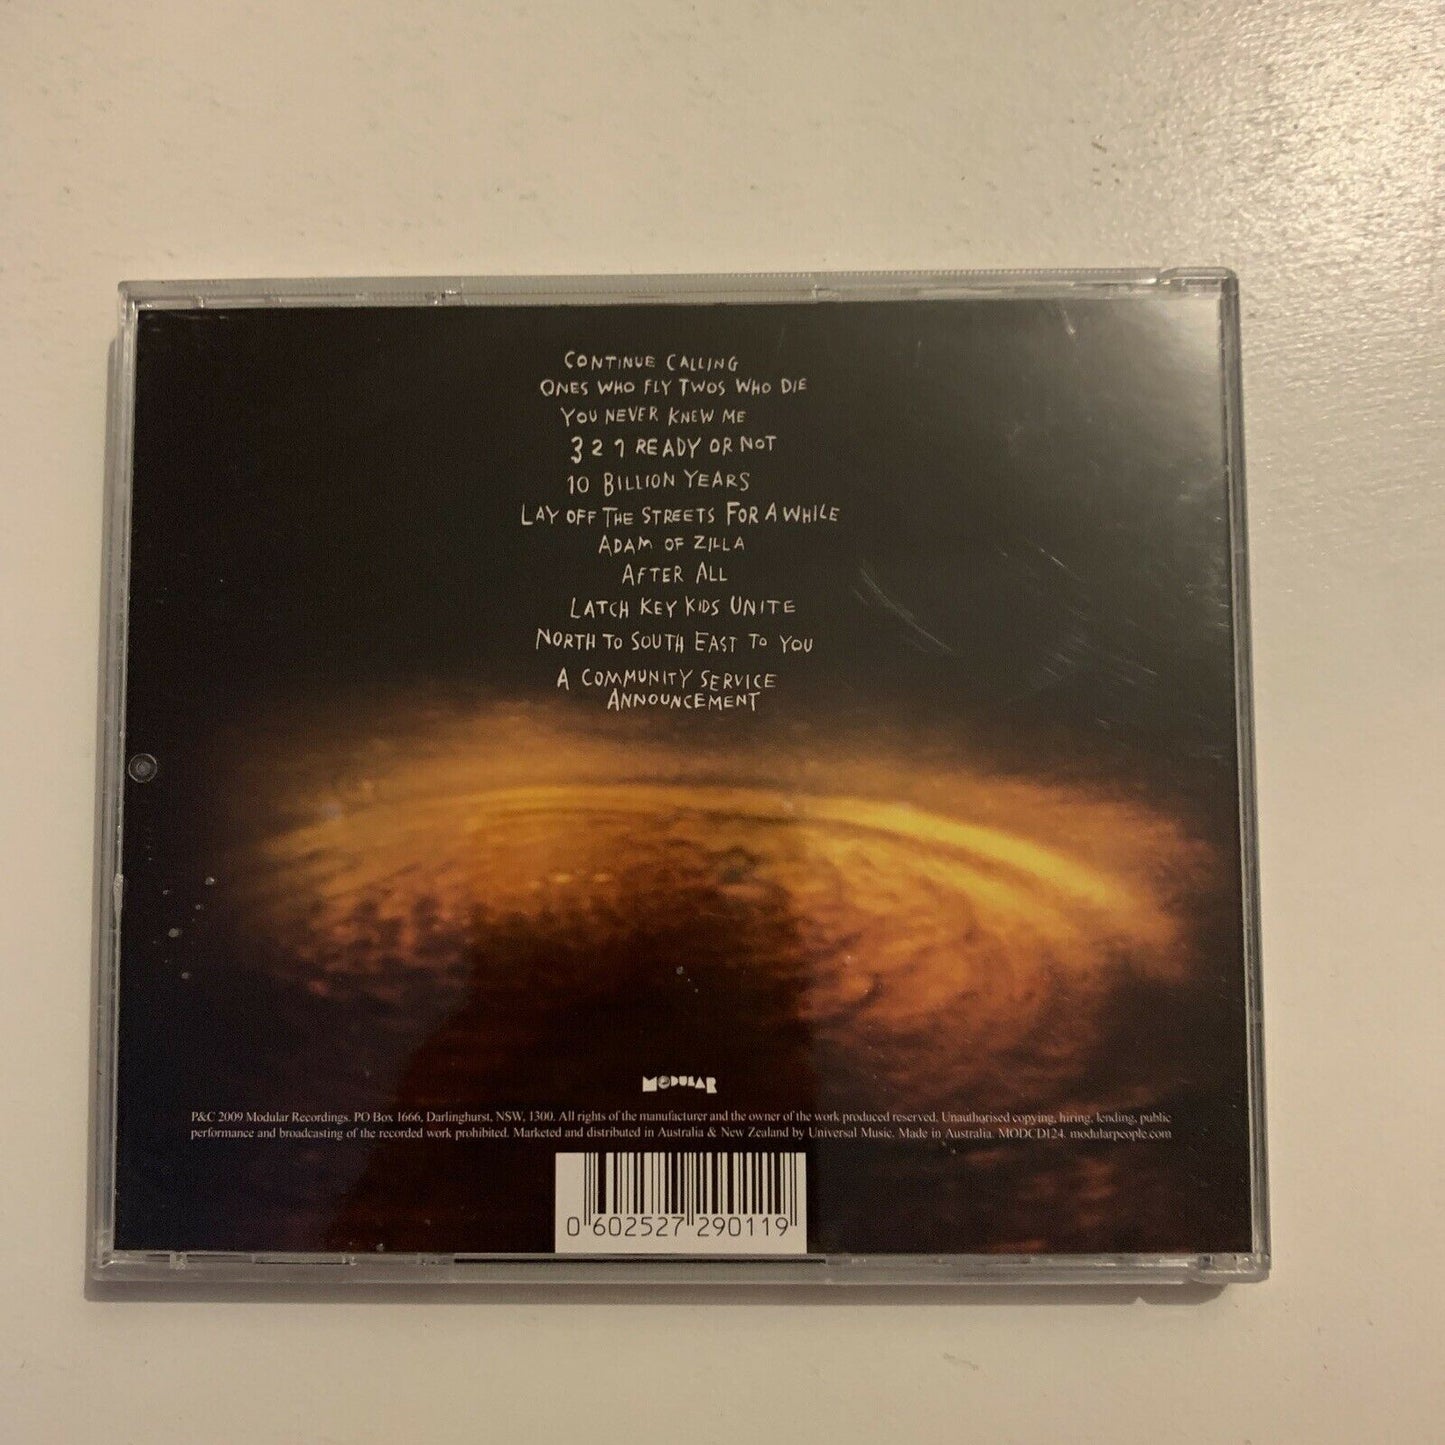 CONTINUE CALLING
ONES WHO FLY TWOS WHO DIE
YOU NEVER KNEW ME
3 2 1 READY OR NOT
10 BILLION YEARS
LAY OFF THE STREETS FOR A WHILE
ADAM OF ZILLA
AFTER ALL
LATCH KEY KIDS UNITE
NORTH TO SOUTH EAST TO YOU
A COMMUNITY SERVICE
ANNOUNCEMENT
MODULAR
P&C 2009 Modular Recordings. PO Box 1666, Darlinghurst, NSW, 1300. All rights of the manufacturer and the owner of the work produced reserved. Unauthorised copying, hiring, lending, public
performance and broadcasting of the recorded work prohibited. Marketed and distributed in Australia & New Zealand by Universal Music. Made in Australia. MODCD124. modularpeople.com
0 602527 290119